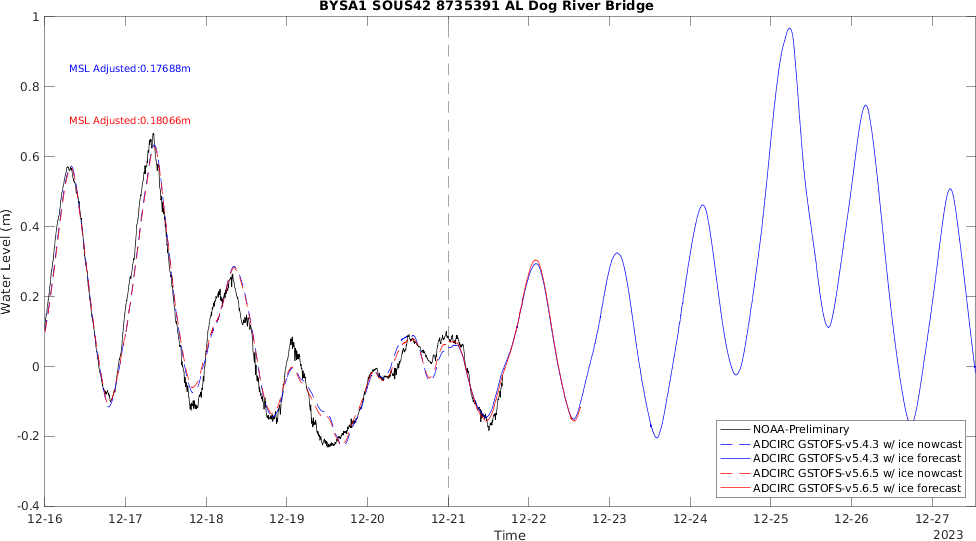 BYSA1 SOUS42 8735391 AL Dog River Bridge
1
0.8
0.6
0.4
0.2
0
-0.2
-0.4
Water Level (m)
MSL Adjusted:0.17688m
MSL Adjusted:0.18066m
NOAA-Preliminary
ADCIRC GSTOFS-v5.4.3 w/ ice nowcast
ADCIRC GSTOFS-v5.4.3 w/ ice forecast
ADCIRC GSTOFS-v5.6.5 w/ ice nowcast
ADCIRC GSTOFS-v5.6.5 w/ ice forecast
12-16 12-17 12-18 12-19 12-20 12-21 12-22 12-23 12-24 12-25 12-26 12-27
Time
2023